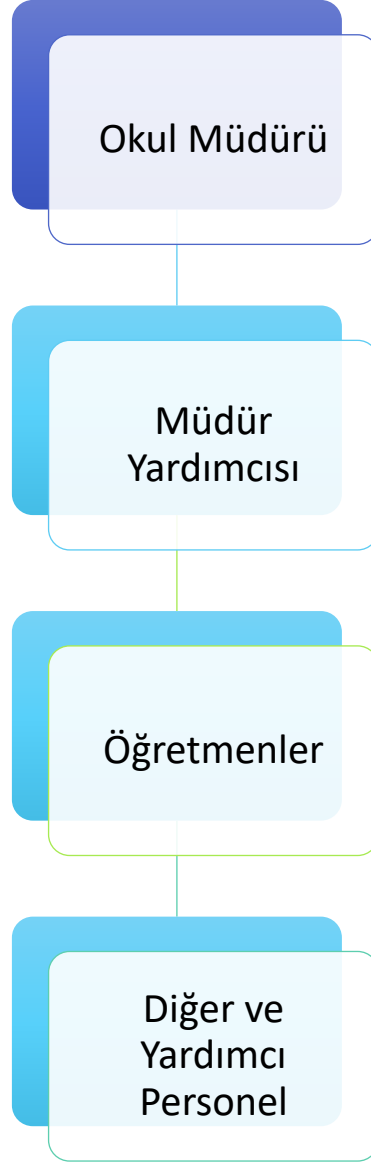 Okul Müdürü
Müdür
Yardımcısı
Öğretmenler
Diğer ve
Yardımcı
Personel